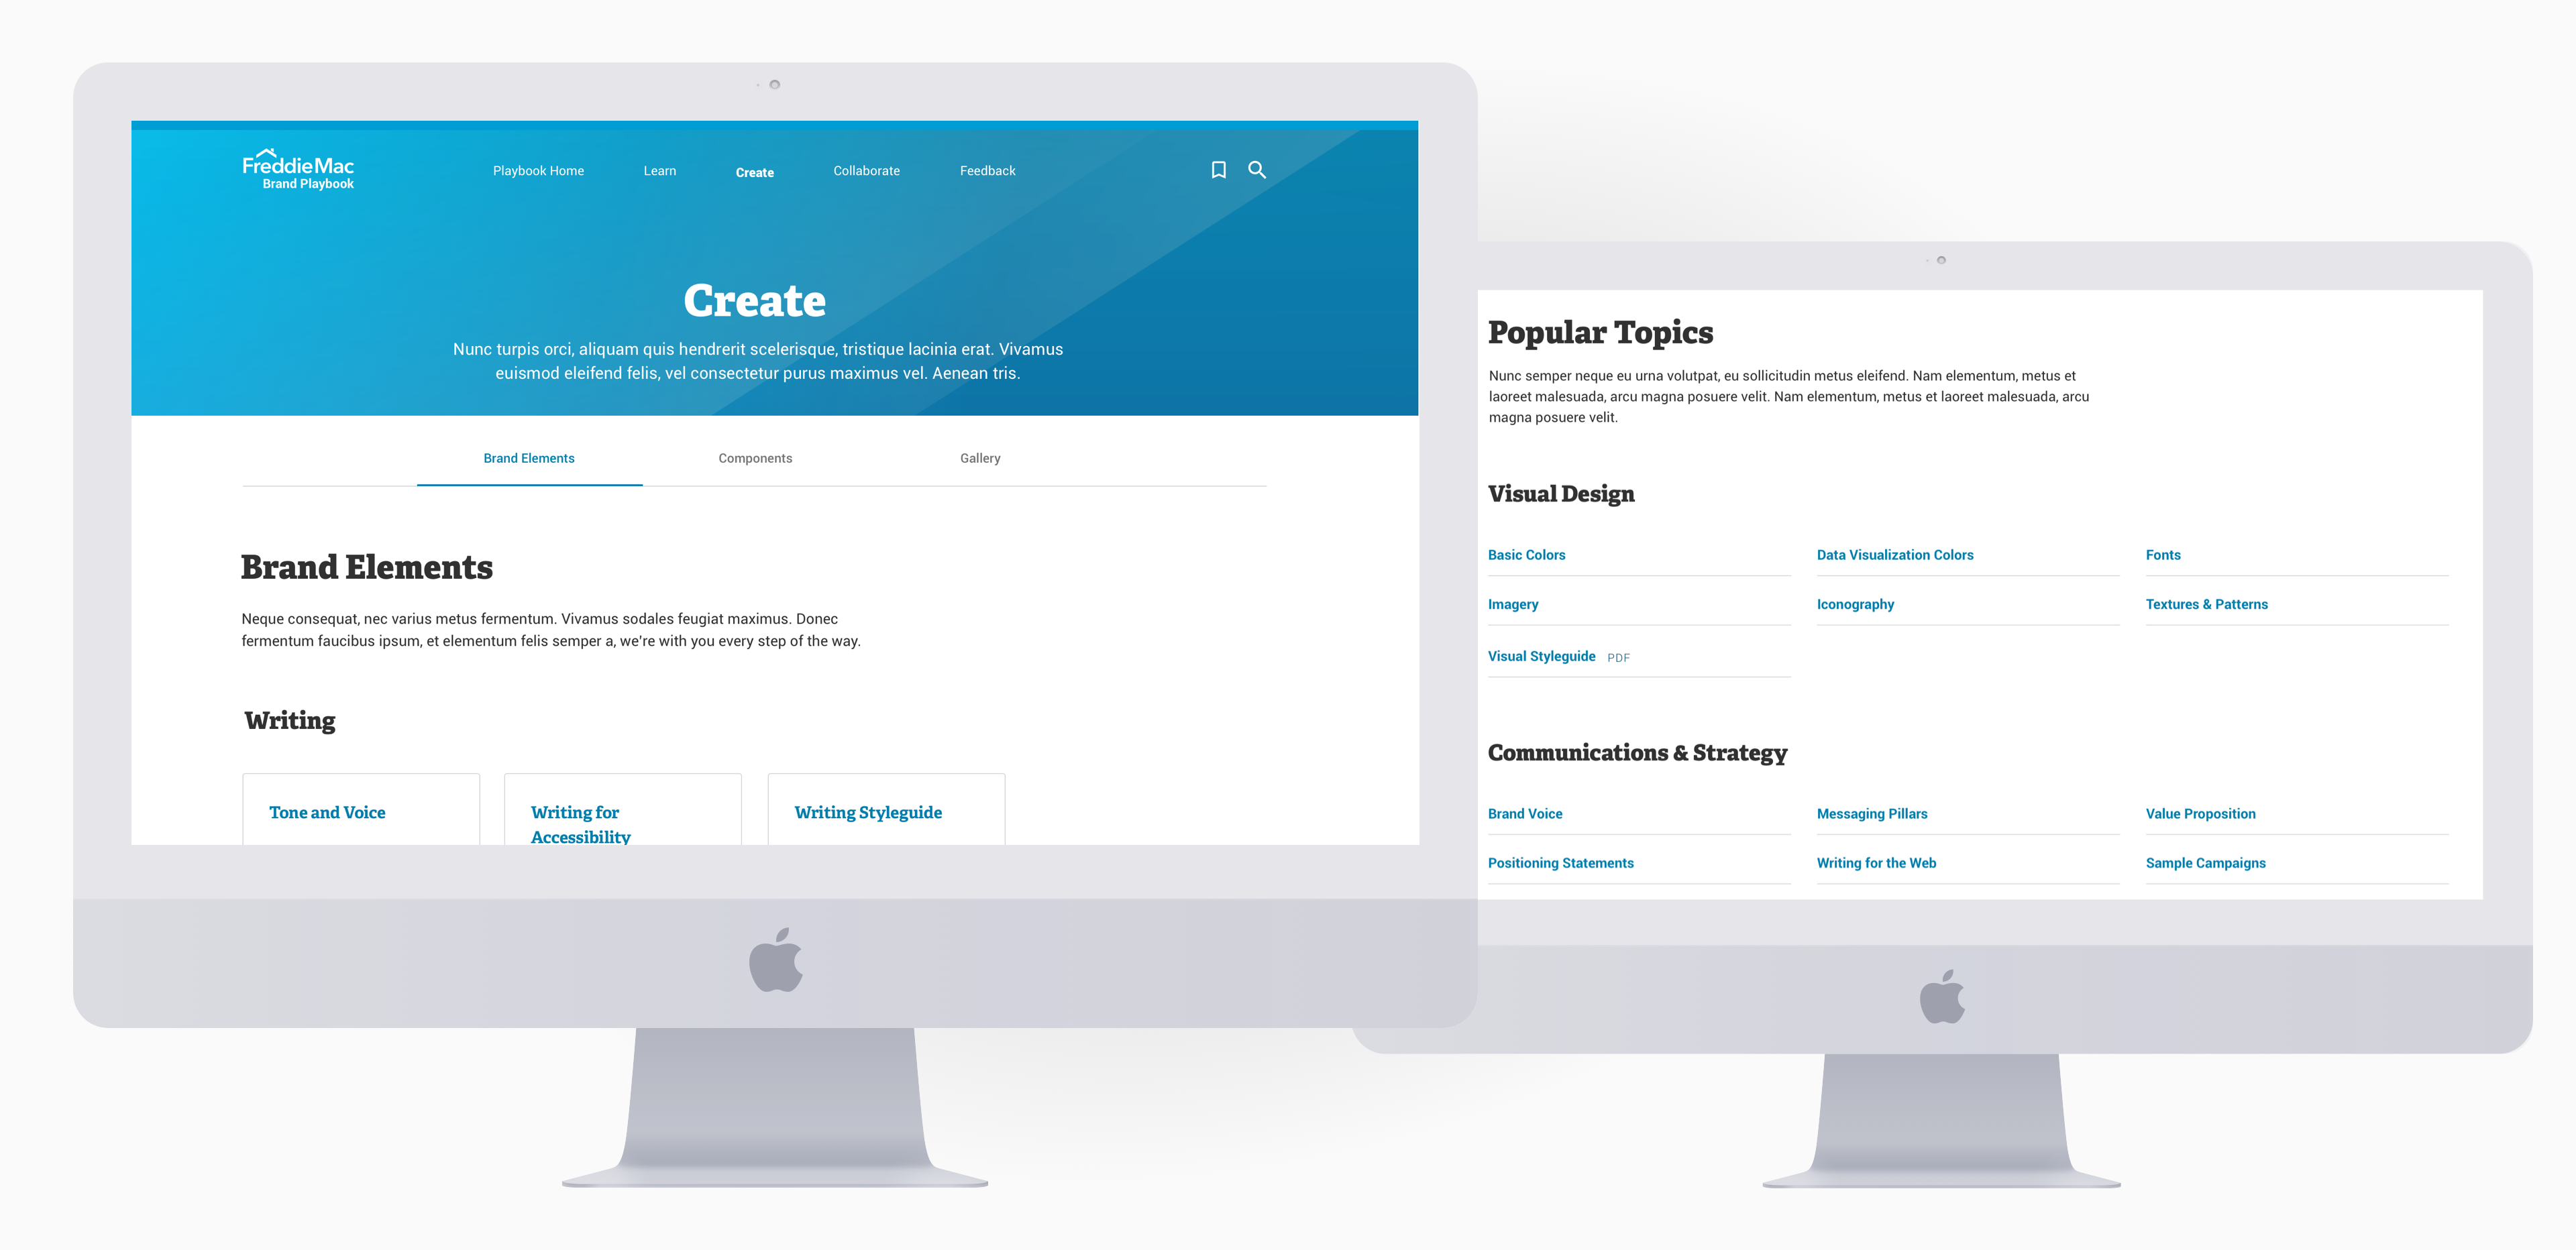 FreddieMac
Brand Playbook
Playbook Home
Learn
Create
Collaborate
Feedback
Create
Nunc turpis orci, aliquam quis hendrerit scelerisque, tristique lacinia erat. Vivamus
euismod eleifend felis, vel consectetur purus maximus vel. Aenean tris.
Brand Elements
Components
Gallery
Brand Elements
Neque consequat, nec varius metus fermentum. Vivamus sodales feugiat maximus. Donec
fermentum faucibus ipsum, et elementum felis semper a, we're with you every step of the way.
Writing
Tone and Voice
Writing for
Accessibility
Writing Styleguide
Popular Topics
Nunc semper neque eu urna volutpat, eu sollicitudin metus eleifend. Nam elementum, metus et
laoreet malesuada, arcu magna posuere velit. Nam elementum, metus et laoreet malesuada, arcu
magna posuere velit.
Visual Design
Basic Colors
Data Visualization Colors
Fonts
Imagery
Iconography
Textures & Patterns
Visual Styleguide PDF
Communications & Strategy
Brand Voice
Messaging Pillars
Value Proposition
Positioning Statements
Writing for the Web
Sample Campaigns